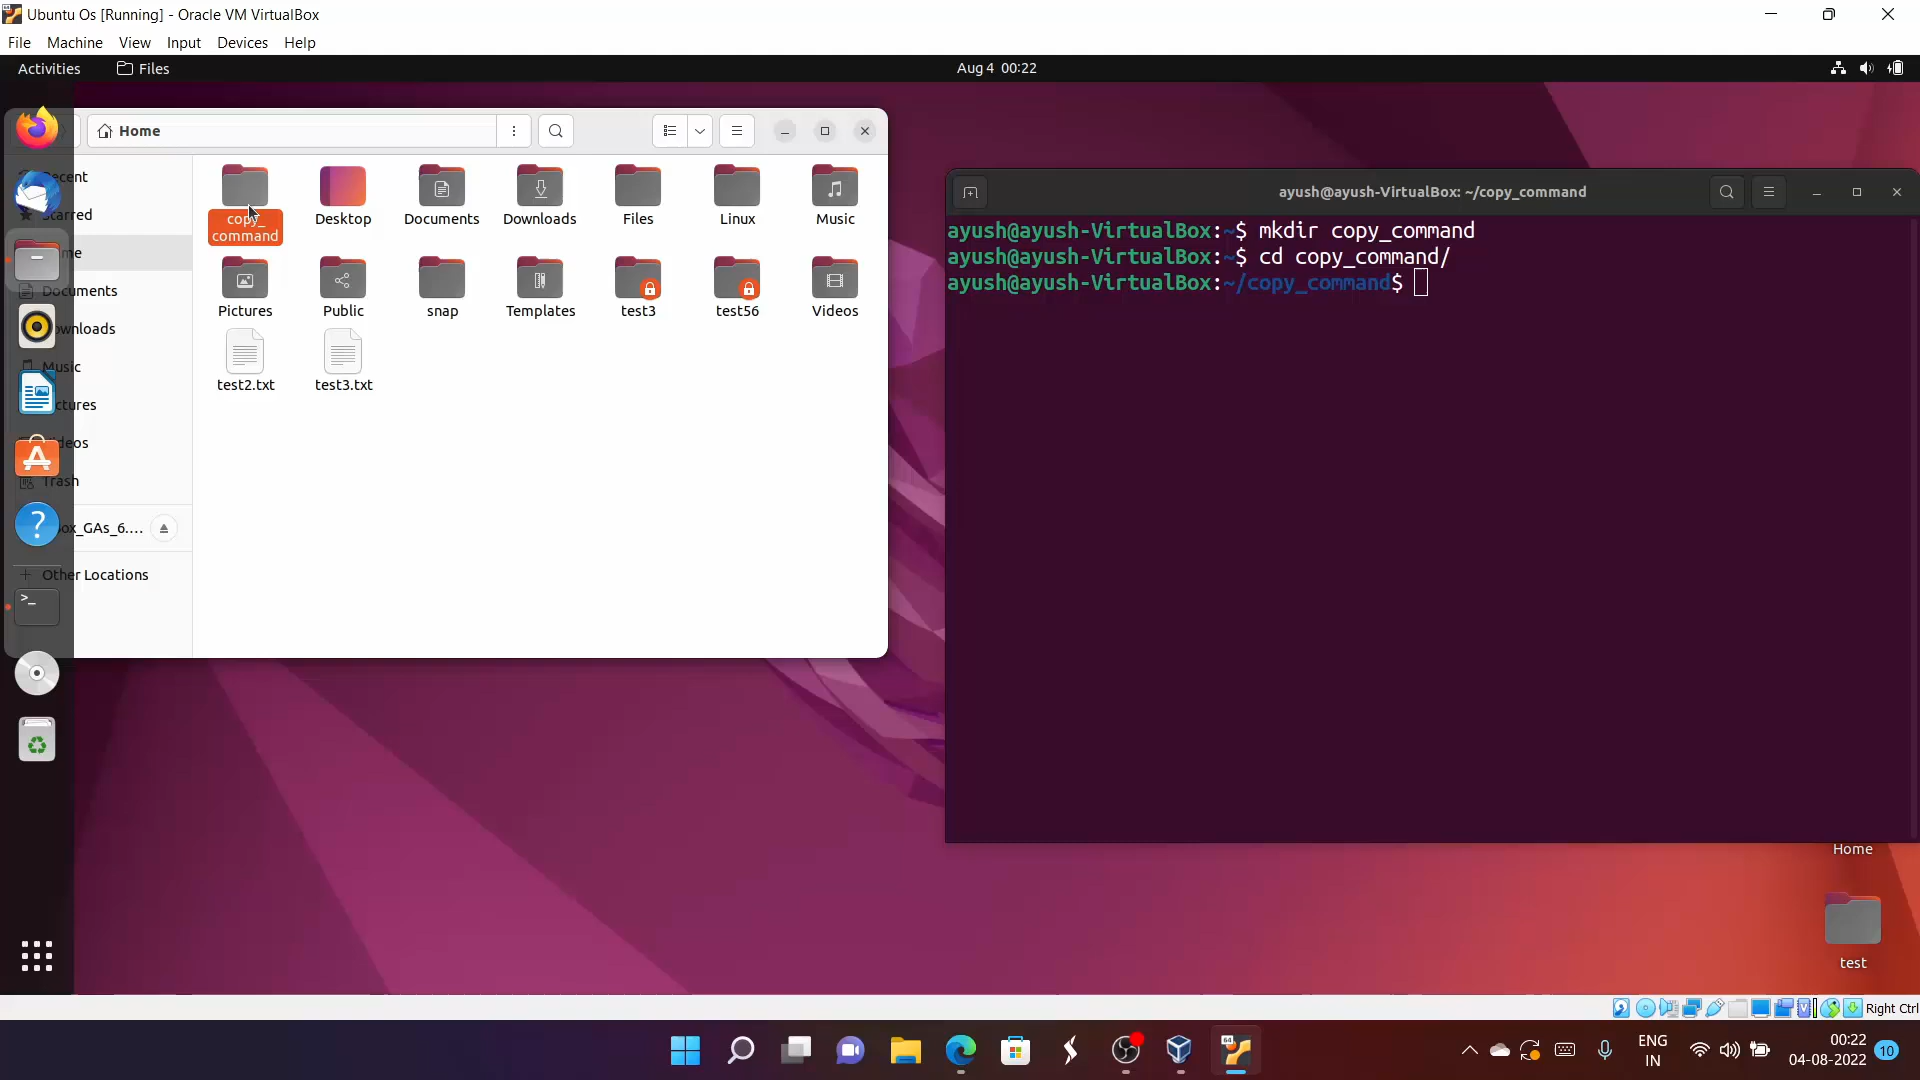 Ubuntu Os [Running] - Oracle VM VirtualBox
File Machine View Input Devices Help
Activities Files Aug 4 00:22
Home
copy_
command
Desktop Documents Downloads Files Linux Music
Pictures Public snap Templates test3 test56 Videos
test2.txt test3.txt
Documents
Music
Trash
Other Locations
ayush@ayush-VirtualBox: ~/copy_command
ayush@ayush-VirtualBox:~$ mkdir copy_command
ayush@ayush-VirtualBox:~$ cd copy_command/
ayush@ayush-VirtualBox:~/copy_command$
Home
test
Right Ctrl
ENG
IN
00:22
04-08-2022
10